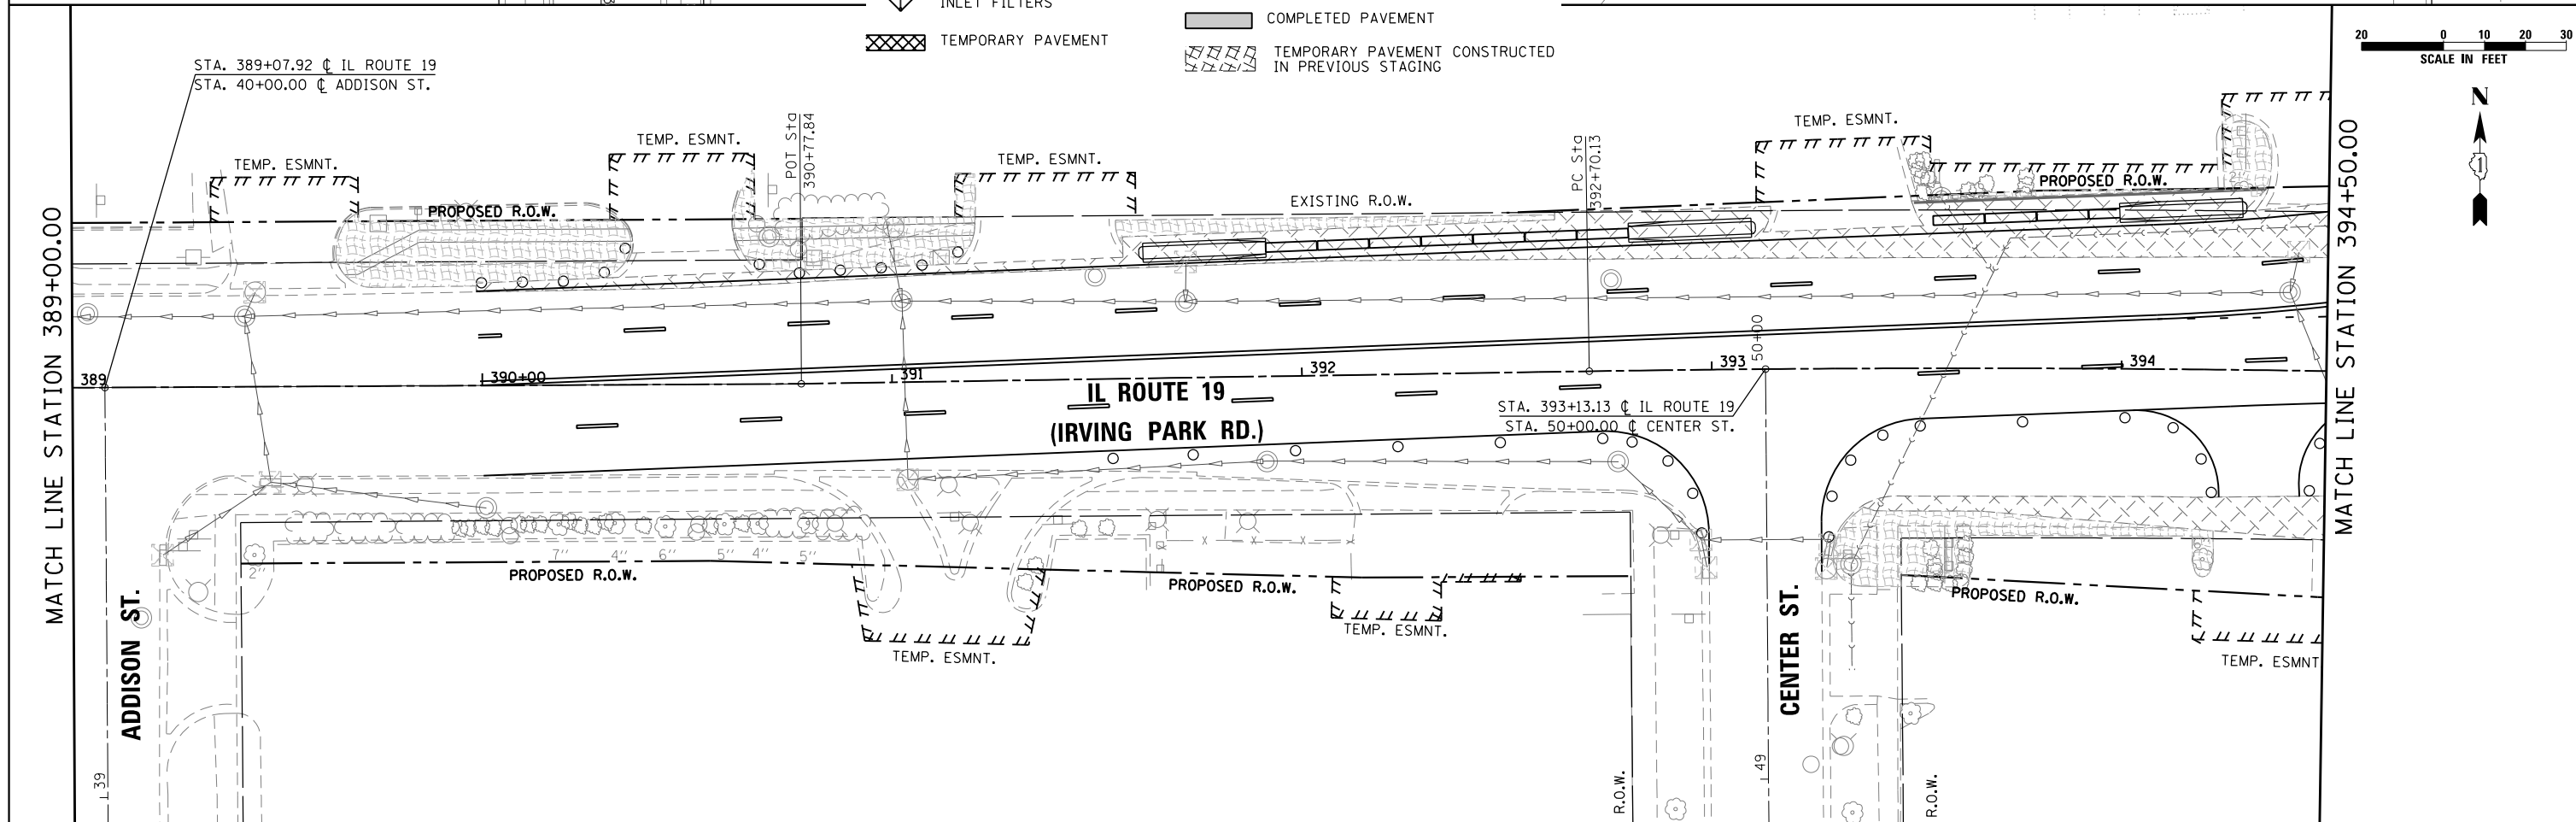 INLET FILTERS
TEMPORARY PAVEMENT
COMPLETED PAVEMENT
TEMPORARY PAVEMENT CONSTRUCTED
IN PREVIOUS STAGING
20 0 10 20 30
SCALE IN FEET
N
1
STA. 389+07.92 ℄ IL ROUTE 19
STA. 40+00.00 ℄ ADDISON ST.
MATCH LINE STATION 389+00.00
TEMP. ESMNT.
TEMP. ESMNT.
POT Sta
390+77.84
TEMP. ESMNT.
PC Sta
392+70.13
TEMP. ESMNT.
PROPOSED R.O.W.
EXISTING R.O.W.
PROPOSED R.O.W.
MATCH LINE STATION 394+50.00
389
390+00
391
392
393
50+00
394
IL ROUTE 19
(IRVING PARK RD.)
STA. 393+13.13 ℄ IL ROUTE 19
STA. 50+00.00 ℄ CENTER ST.
2''
7''
4''
6''
5''
4''
5''
PROPOSED R.O.W.
PROPOSED R.O.W.
PROPOSED R.O.W.
TEMP. ESMNT.
TEMP. ESMNT.
TEMP. ESMNT
ADDISON ST.
CENTER ST.
39
49
R.O.W.
R.O.W.